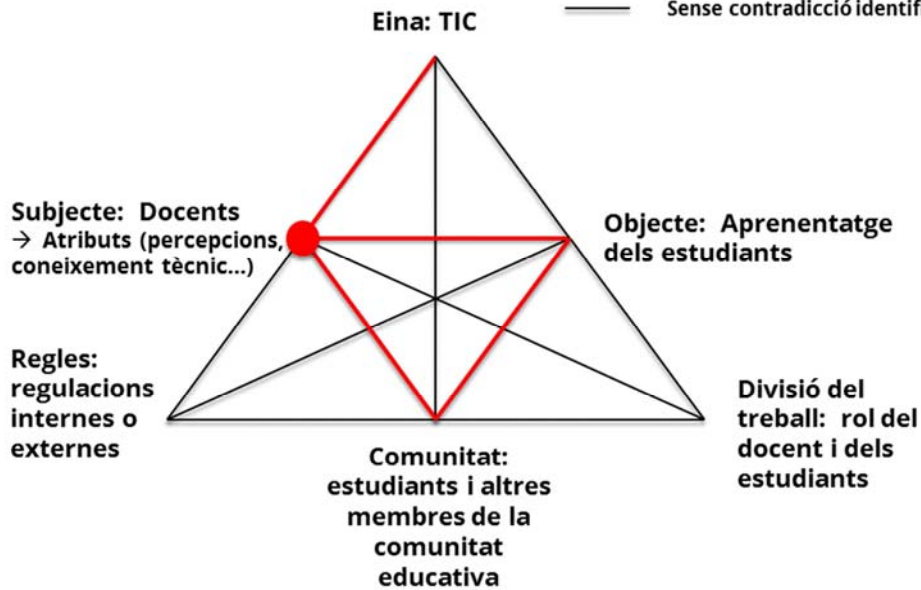 Sense contradicció
Eina: TIC
Subjecte: Docents
→ Atributs (percepcions,
coneixement tècnic...)
Objecte: Aprenentatge
dels estudiants
Regles:
regulacions
internes o
externes
Divisió del
treball: rol del
docent i dels
estudiants
Comunitat:
estudiants i altres
membres de la
comunitat
educativa